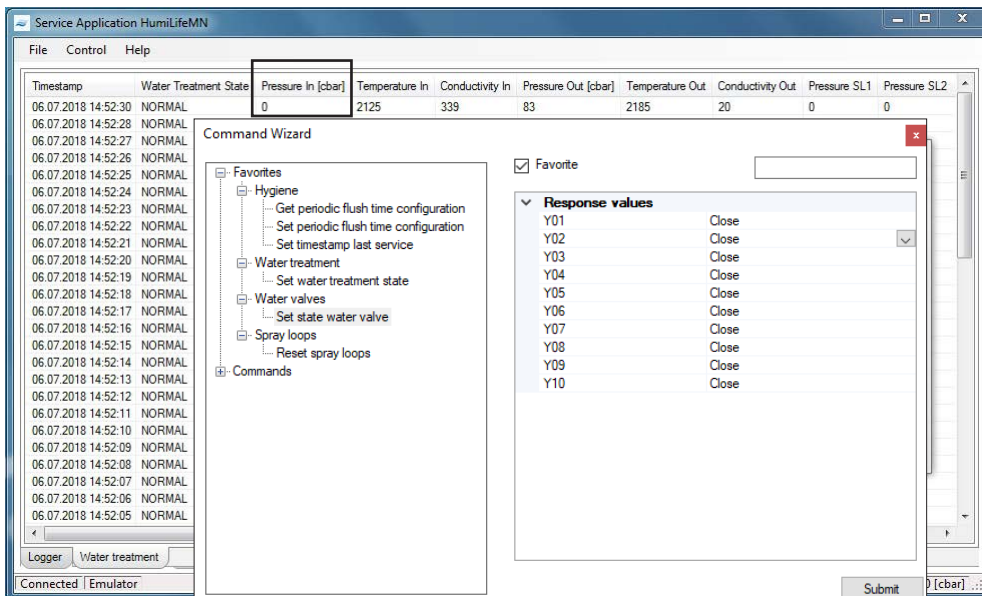 Service Application HumiLifeMN
File Control Help
Timestamp Water Treatment State Pressure In [cbar] Temperature In Conductivity In Pressure Out [cbar] Temperature Out Conductivity Out Pressure SL1 Pressure SL2
06.07.2018 14:52:30 NORMAL 0 2125 339 83 2185 20 0 0
06.07.2018 14:52:28 NORMAL
06.07.2018 14:52:27 NORMAL
06.07.2018 14:52:26 NORMAL
06.07.2018 14:52:25 NORMAL
06.07.2018 14:52:24 NORMAL
06.07.2018 14:52:23 NORMAL
06.07.2018 14:52:22 NORMAL
06.07.2018 14:52:21 NORMAL
06.07.2018 14:52:20 NORMAL
06.07.2018 14:52:19 NORMAL
06.07.2018 14:52:18 NORMAL
06.07.2018 14:52:17 NORMAL
06.07.2018 14:52:16 NORMAL
06.07.2018 14:52:15 NORMAL
06.07.2018 14:52:14 NORMAL
06.07.2018 14:52:13 NORMAL
06.07.2018 14:52:12 NORMAL
06.07.2018 14:52:11 NORMAL
06.07.2018 14:52:10 NORMAL
06.07.2018 14:52:09 NORMAL
06.07.2018 14:52:08 NORMAL
06.07.2018 14:52:07 NORMAL
06.07.2018 14:52:06 NORMAL
06.07.2018 14:52:05 NORMAL
Command Wizard
Favorites
Hygiene
Get periodic flush time configuration
Set periodic flush time configuration
Set timestamp last service
Water treatment
Set water treatment state
Water valves
Set state water valve
Spray loops
Reset spray loops
Commands
Favorite
Response values
Y01 Close
Y02 Close
Y03 Close
Y04 Close
Y05 Close
Y06 Close
Y07 Close
Y08 Close
Y09 Close
Y10 Close
Submit
Logger Water treatment
Connected Emulator
[cbar]